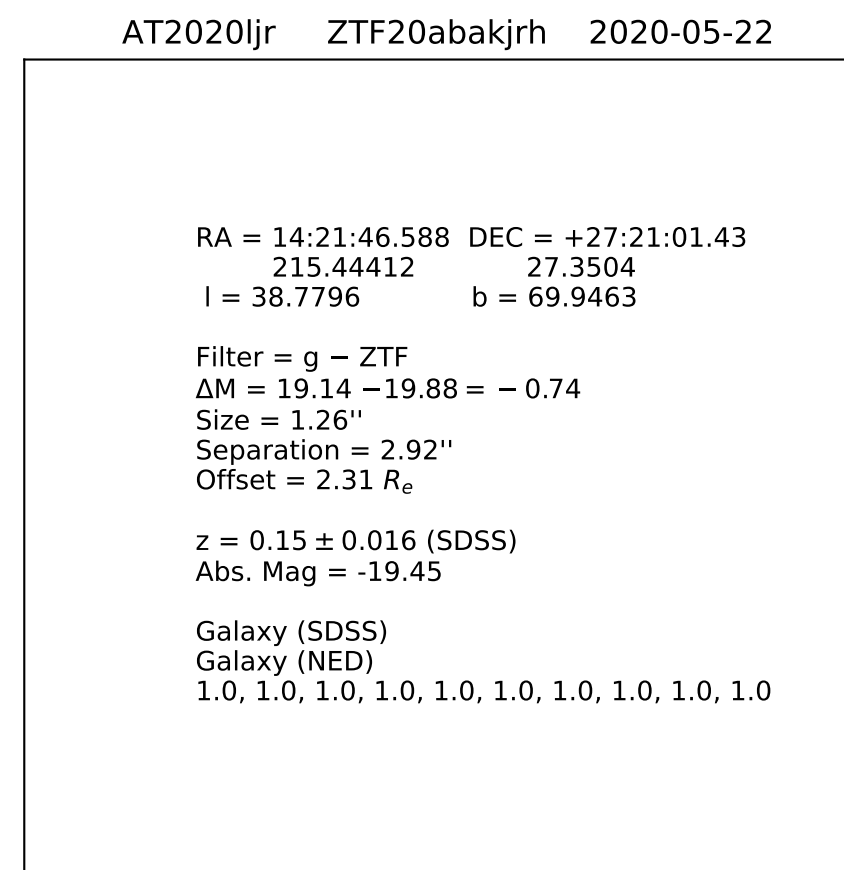 AT2020ljr ZTF20abakjrh 2020-05-22
RA = 14:21:46.588 DEC = +27:21:01.43
215.44412 27.3504
l = 38.7796 b = 69.9463
Filter = g − ZTF
ΔM = 19.14 −19.88 = − 0.74
Size = 1.26''
Separation = 2.92''
Offset = 2.31 Re
z = 0.15 ± 0.016 (SDSS)
Abs. Mag = -19.45
Galaxy (SDSS)
Galaxy (NED)
1.0, 1.0, 1.0, 1.0, 1.0, 1.0, 1.0, 1.0, 1.0, 1.0